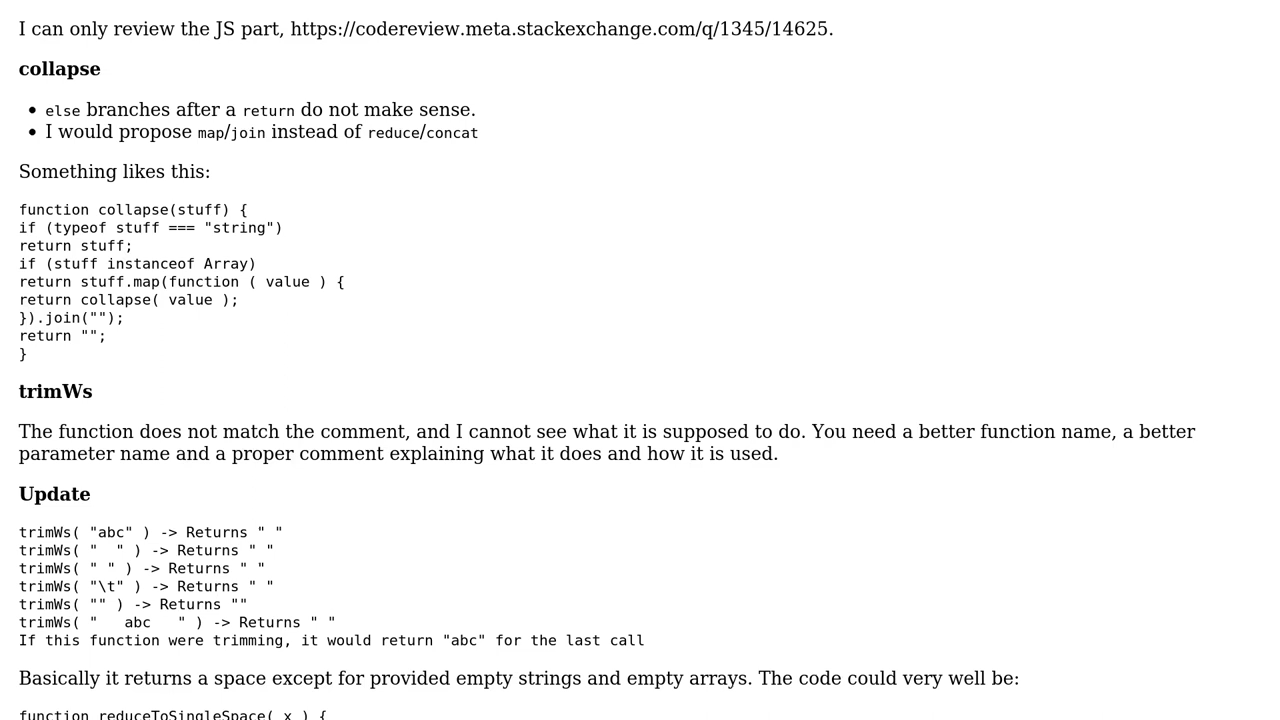 I can only review the JS part, https://codereview.meta.stackexchange.com/q/1345/14625.
collapse
• else branches after a return do not make sense.
• I would propose map/join instead of reduce/concat
Something likes this:
function collapse(stuff) {
if (typeof stuff === "string")
return stuff;
if (stuff instanceof Array)
return stuff.map(function ( value ) {
return collapse( value );
}).join("");
return "";
}
trimWs
The function does not match the comment, and I cannot see what it is supposed to do. You need a better function name, a better
parameter name and a proper comment explaining what it does and how it is used.
Update
trimWs( "abc" ) -> Returns " "
trimWs( "  " ) -> Returns " "
trimWs( " " ) -> Returns " "
trimWs( "\t" ) -> Returns " "
trimWs( "" ) -> Returns ""
trimWs( "   abc   " ) -> Returns " "
If this function were trimming, it would return "abc" for the last call
Basically it returns a space except for provided empty strings and empty arrays. The code could very well be:
function reduceToSingleSpace( x ) {